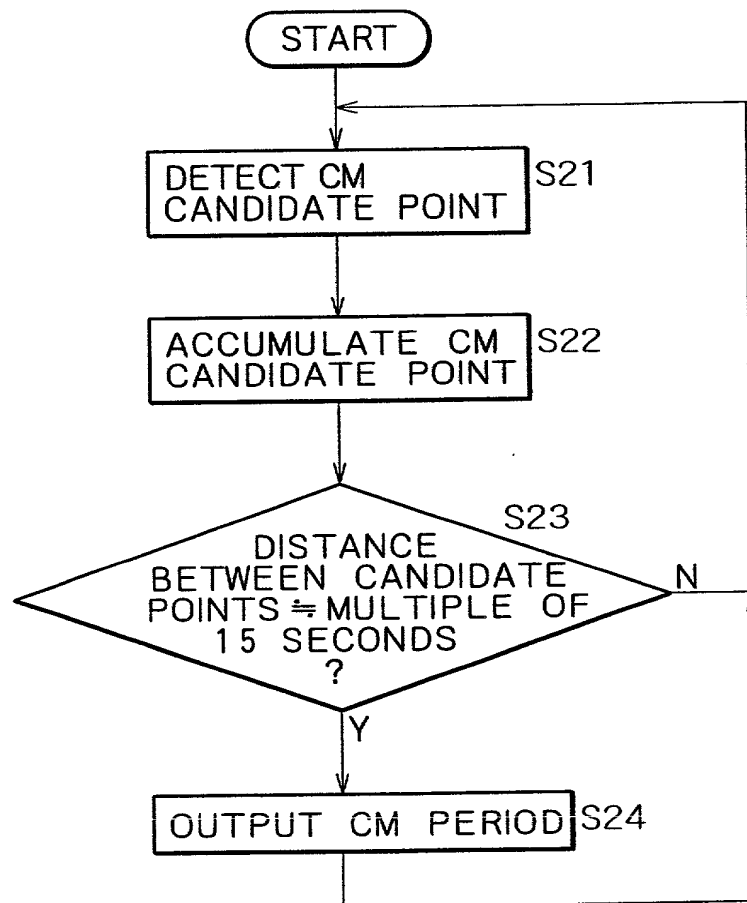 START
DETECT CM
CANDIDATE POINT
S21
ACCUMULATE CM
CANDIDATE POINT
S22
S23
DISTANCE
BETWEEN CANDIDATE
POINTS ≒ MULTIPLE OF
15 SECONDS
?
N
Y
OUTPUT CM PERIOD
S24